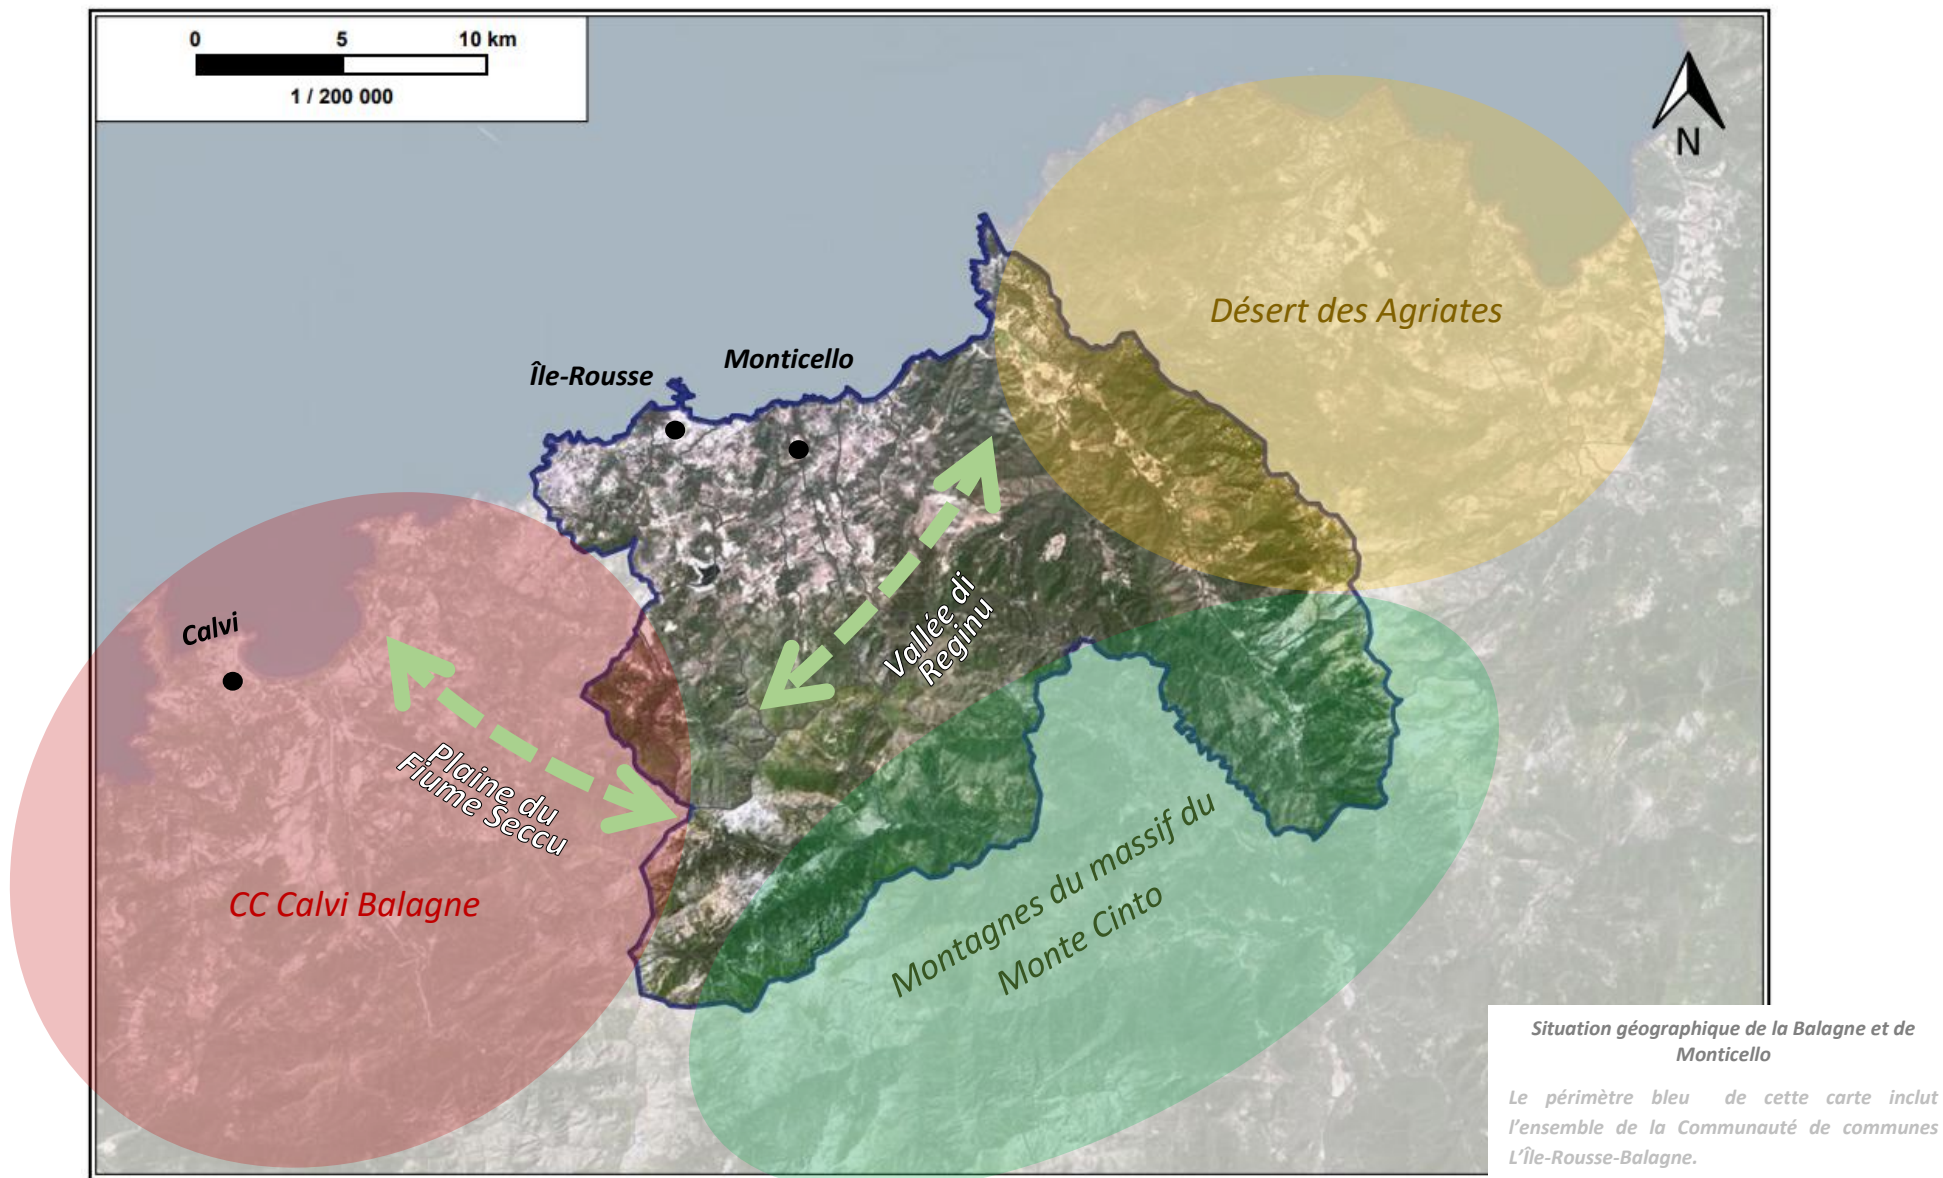 0 5 10 km
1 / 200 000
N
Désert des Agriates
Monticello
Île-Rousse
Calvi
Vallée di
Reginu
Plaine du
Fiume Seccu
CC Calvi Balagne
Montagnes du massif du
Monte Cinto
Situation géographique de la Balagne et de
Monticello
Le périmètre bleu de cette carte inclut
l'ensemble de la Communauté de communes
L'Île-Rousse-Balagne.